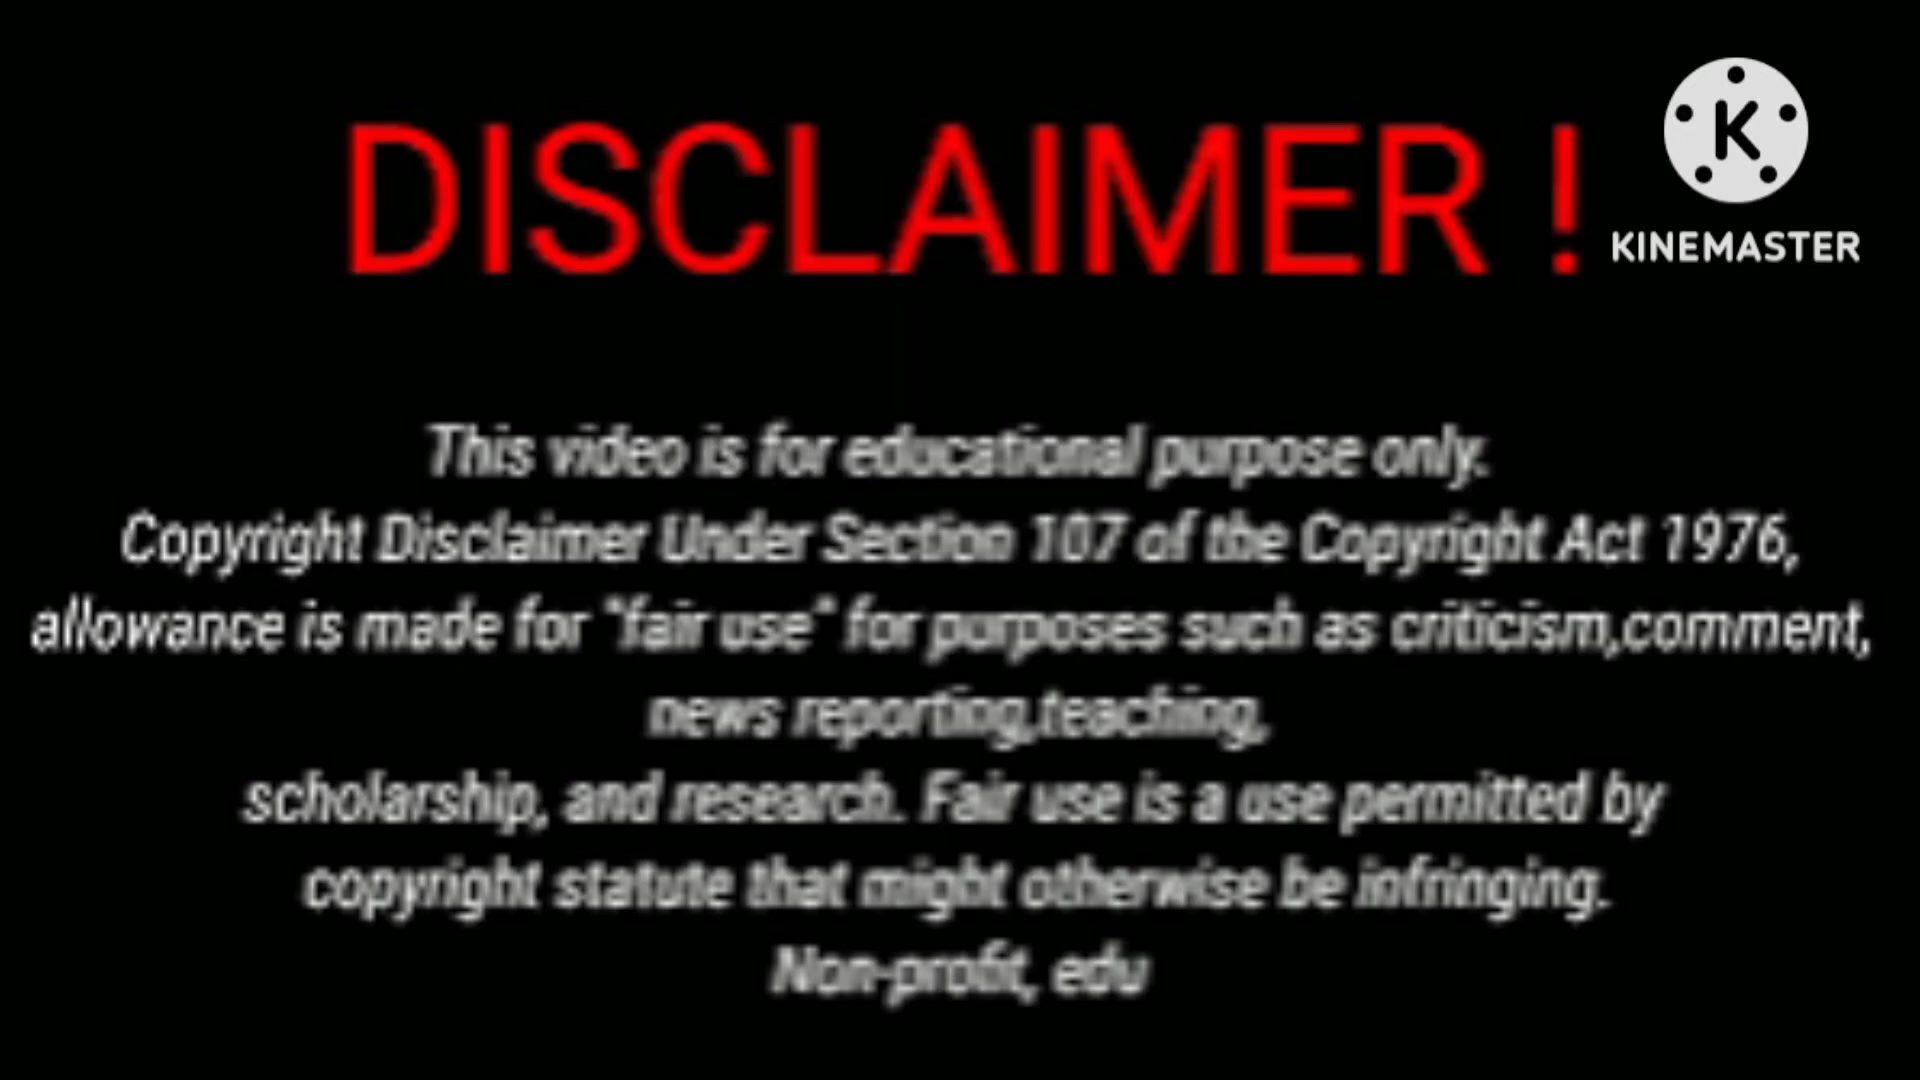 DISCLAIMER !
KINEMASTER
This video is for educational purpose only.
Copyright Disclaimer Under Section 107 of the Copyright Act 1976,
allowance is made for "fair use" for purposes such as criticism,comment,
news reporting,teaching,
scholarship, and research. Fair use is a use permitted by
copyright statute that might otherwise be infringing.
Non-profit, edu